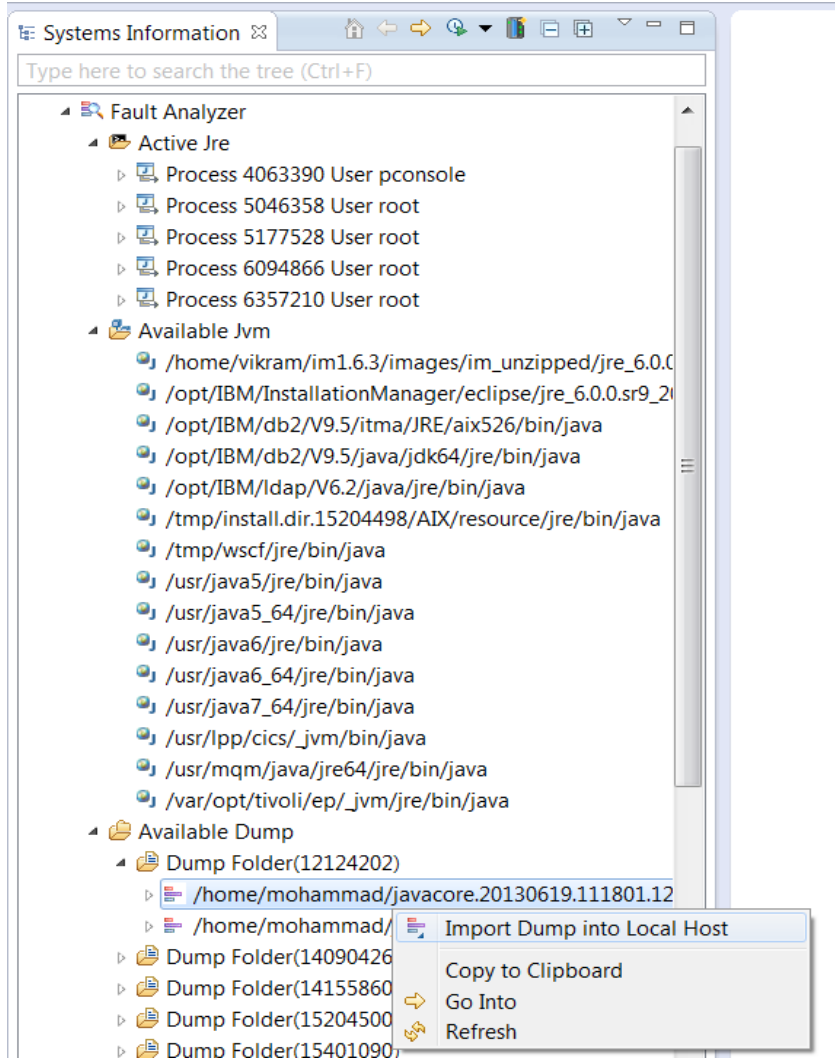 Systems Information
Type here to search the tree (Ctrl+F)
Fault Analyzer
Active Jre
Process 4063390 User pconsole
Process 5046358 User root
Process 5177528 User root
Process 6094866 User root
Process 6357210 User root
Available Jvm
/home/vikram/im1.6.3/images/im_unzipped/jre_6.0.0
/opt/IBM/InstallationManager/eclipse/jre_6.0.0.sr9_20
/opt/IBM/db2/V9.5/itma/JRE/aix526/bin/java
/opt/IBM/db2/V9.5/java/jdk64/jre/bin/java
/opt/IBM/ldap/V6.2/java/jre/bin/java
/tmp/install.dir.15204498/AIX/resource/jre/bin/java
/tmp/wscf/jre/bin/java
/usr/java5/jre/bin/java
/usr/java5_64/jre/bin/java
/usr/java6/jre/bin/java
/usr/java6_64/jre/bin/java
/usr/java7_64/jre/bin/java
/usr/lpp/cics/_jvm/bin/java
/usr/mqm/java/jre64/jre/bin/java
/var/opt/tivoli/ep/_jvm/jre/bin/java
Available Dump
Dump Folder(12124202)
/home/mohammad/javacore.20130619.111801.12
/home/mohammad/
Dump Folder(14090426
Dump Folder(14155860
Dump Folder(15204500
Dump Folder(15401090)
Import Dump into Local Host
Copy to Clipboard
Go Into
Refresh